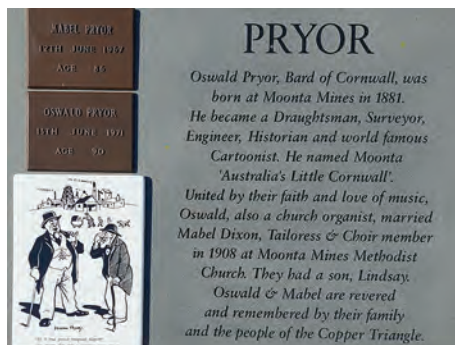 MABEL PRYOR
17TH JUNE 1967
AGE
OSWALD PRYOR
13TH JUNE 1971
AGE 90
PRYOR
Oswald Pryor, Bard of Cornwall, was
born at Moonta Mines in 1881.
He became a Draughtsman, Surveyor,
Engineer, Historian and world famous
Cartoonist. He named Moonta
'Australia's Little Cornwall'.
United by their faith and love of music,
Oswald, also a church organist, married
Mabel Dixon, Tailoress & Choir member
in 1908 at Moonta Mines Methodist
Church. They had a son, Lindsay.
Oswald & Mabel are revered
and remembered by their family
and the people of the Copper Triangle.